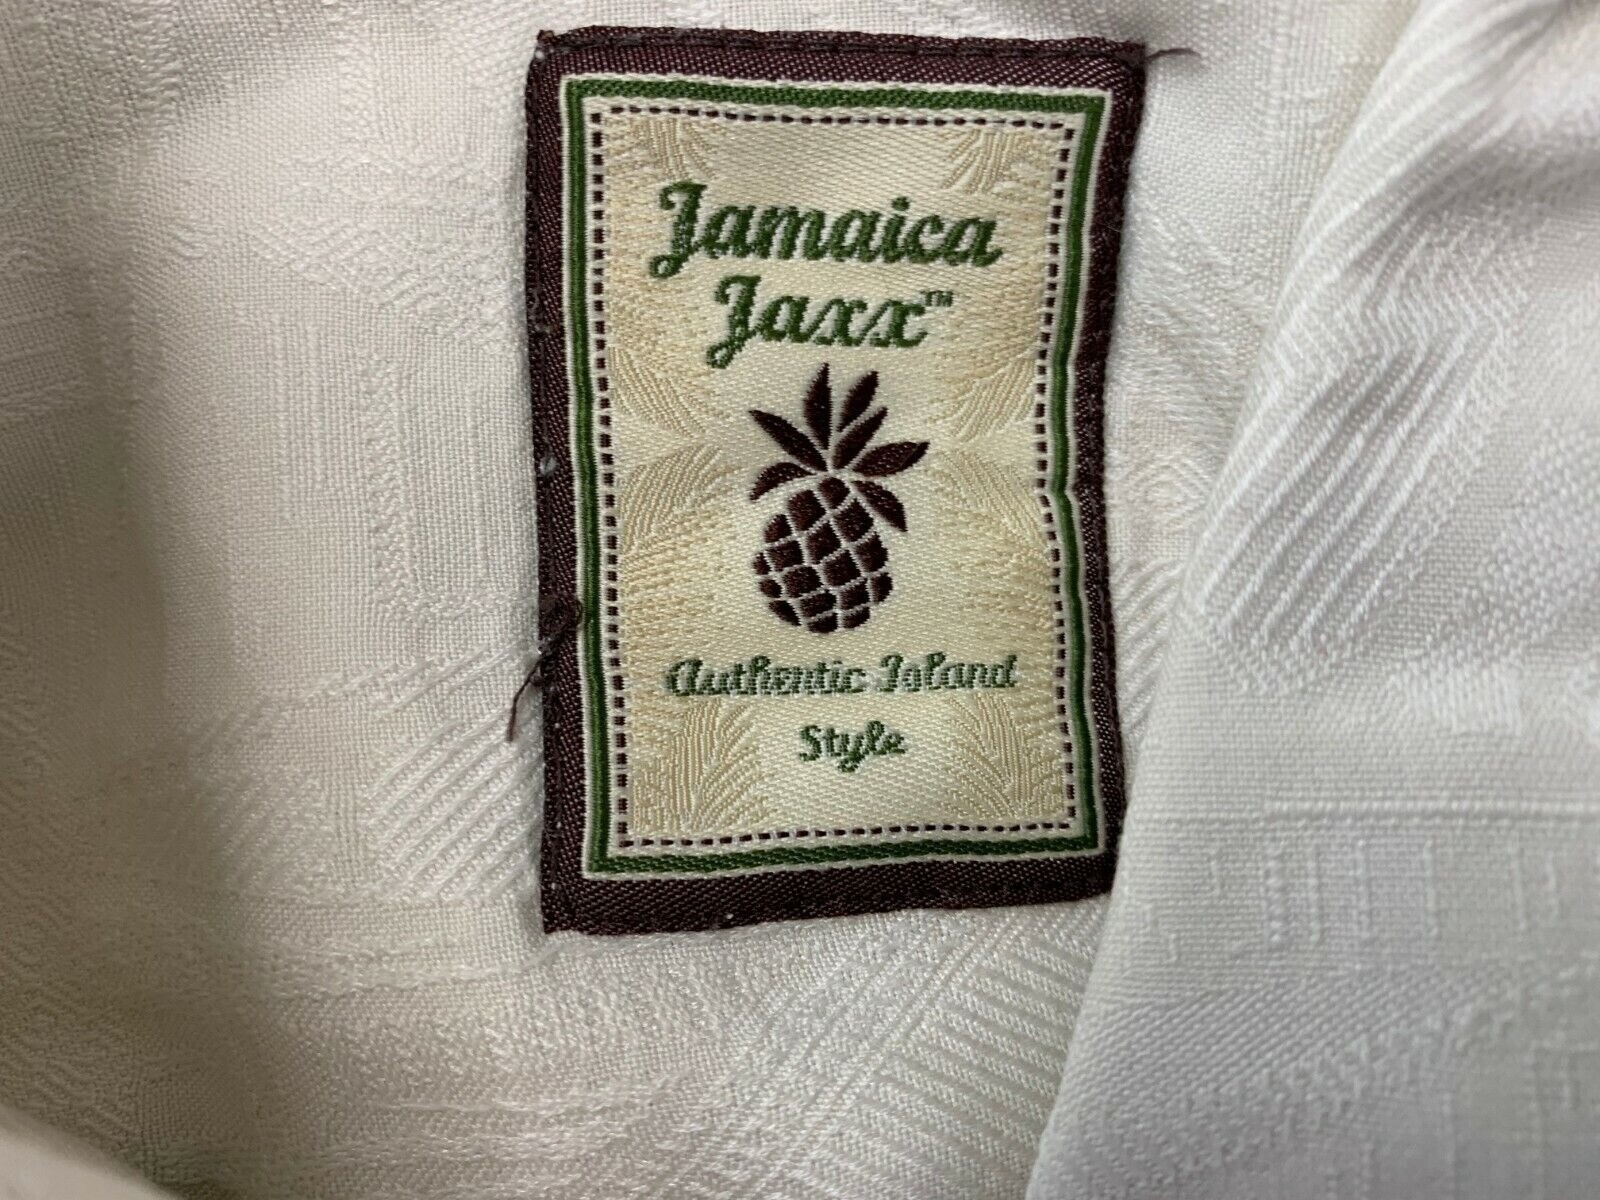 Jamaica
Jaxx™
Authentic Island
Style